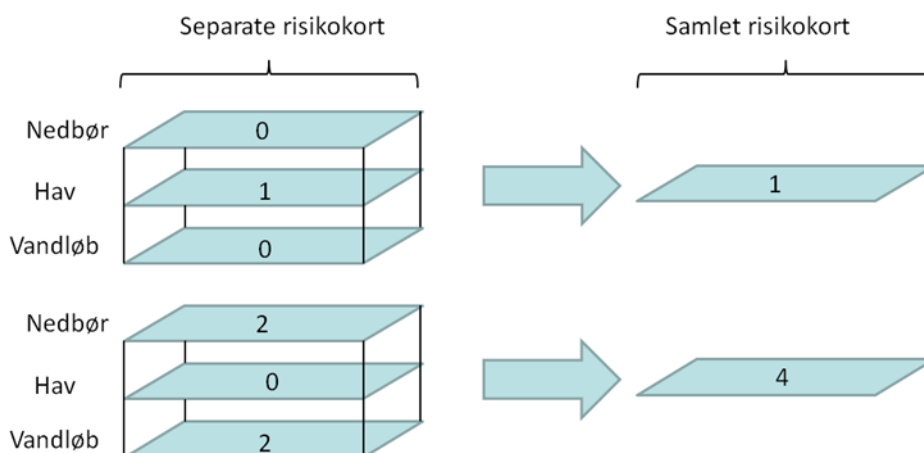 Separate risikokort
Samlet risikokort
Nedbør
0
Hav
1
1
Vandløb
0
Nedbør
2
Hav
0
4
Vandløb
2